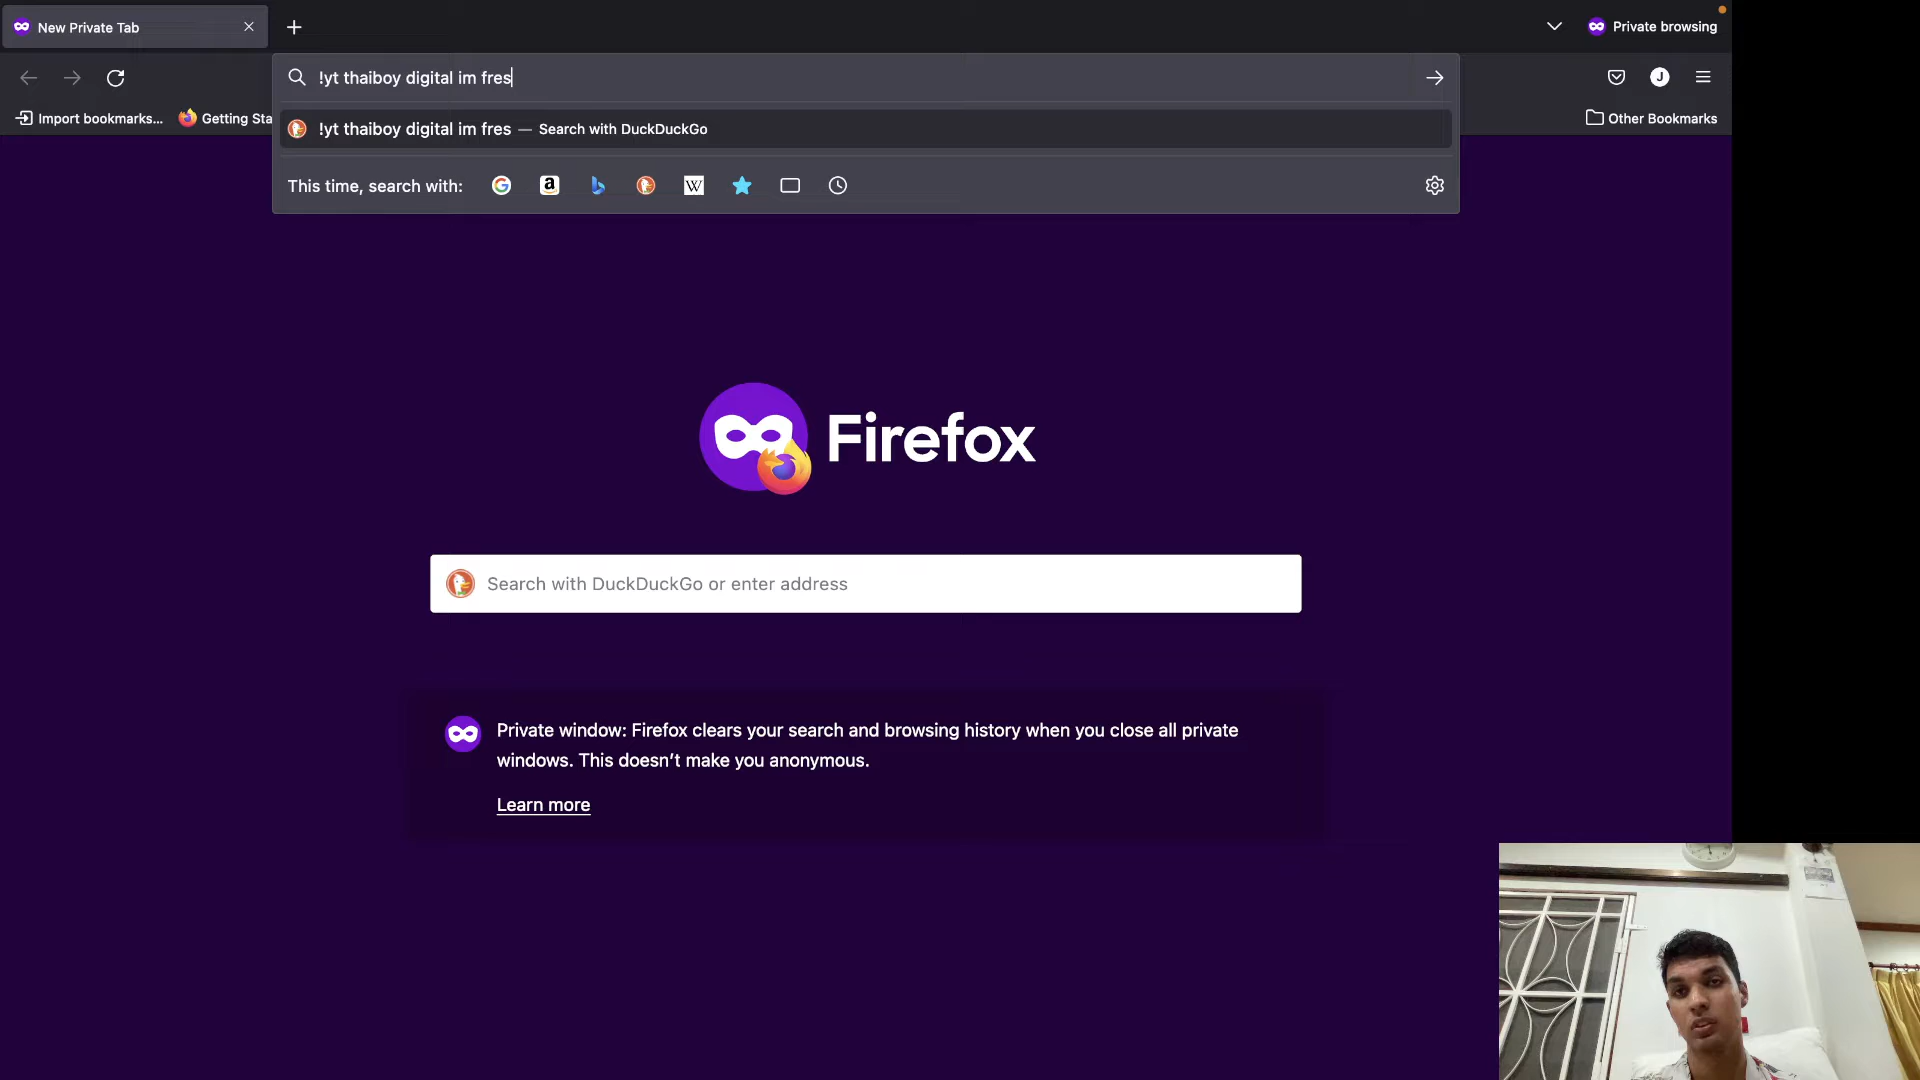 New Private Tab
Private browsing
!yt thaiboy digital im fres
Import bookmarks...
Getting Sta
!yt thaiboy digital im fres — Search with DuckDuckGo
Other Bookmarks
This time, search with:
Firefox
Search with DuckDuckGo or enter address
Private window: Firefox clears your search and browsing history when you close all private
windows. This doesn’t make you anonymous.
Learn more
J
a
W